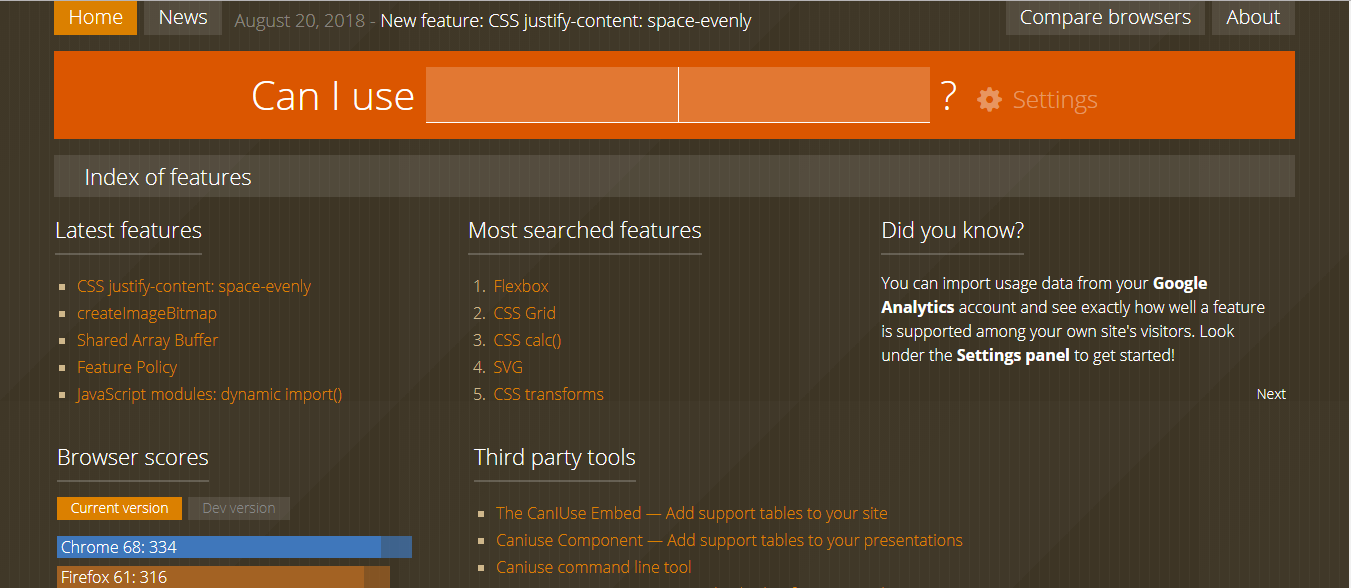 Home News August 20, 2018 - New feature: CSS justify-content: space-evenly Compare browsers About
Can I use ? Settings
Index of features
Latest features
CSS justify-content: space-evenly
createImageBitmap
Shared Array Buffer
Feature Policy
JavaScript modules: dynamic import()
Most searched features
1. Flexbox
2. CSS Grid
3. CSS calc()
4. SVG
5. CSS transforms
Did you know?
You can import usage data from your Google
Analytics account and see exactly how well a feature
is supported among your own site's visitors. Look
under the Settings panel to get started!
Next
Browser scores
Current version Dev version
Chrome 68: 334
Firefox 61: 316
Third party tools
The CanIUse Embed — Add support tables to your site
Caniuse Component — Add support tables to your presentations
Caniuse command line tool